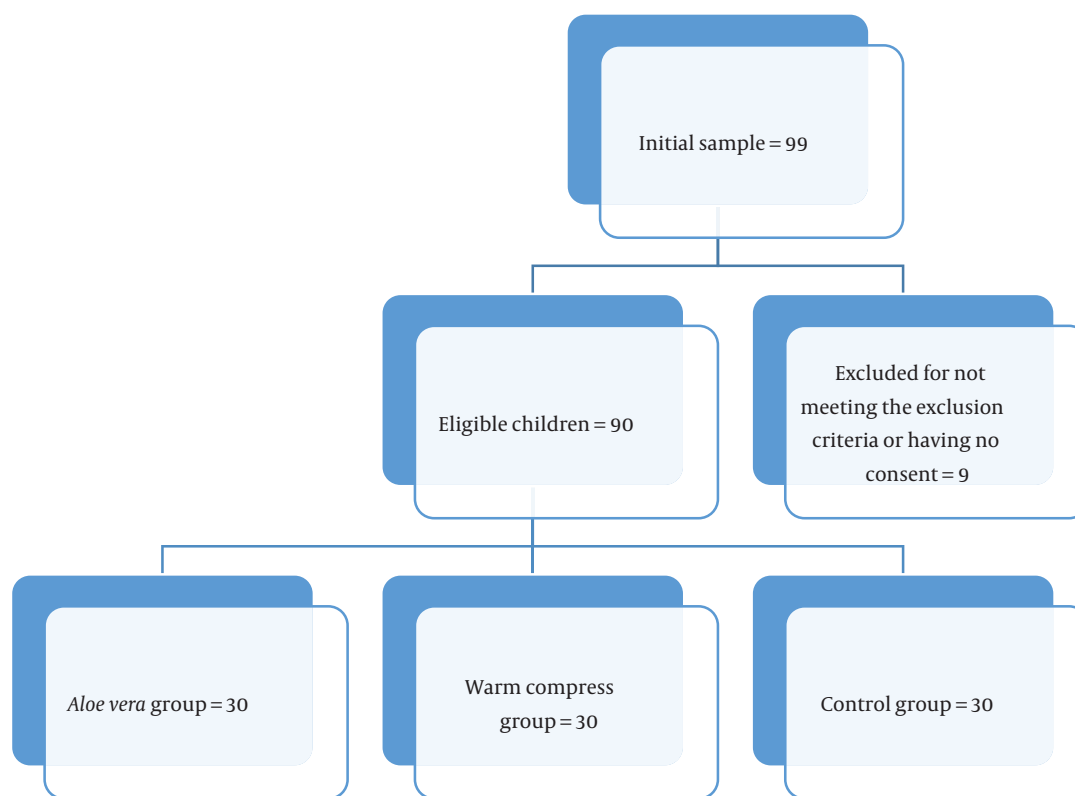 Initial sample = 99
Eligible children = 90
Excluded for not
meeting the exclusion
criteria or having no
consent = 9
Aloe vera group = 30
Warm compress
group = 30
Control group = 30